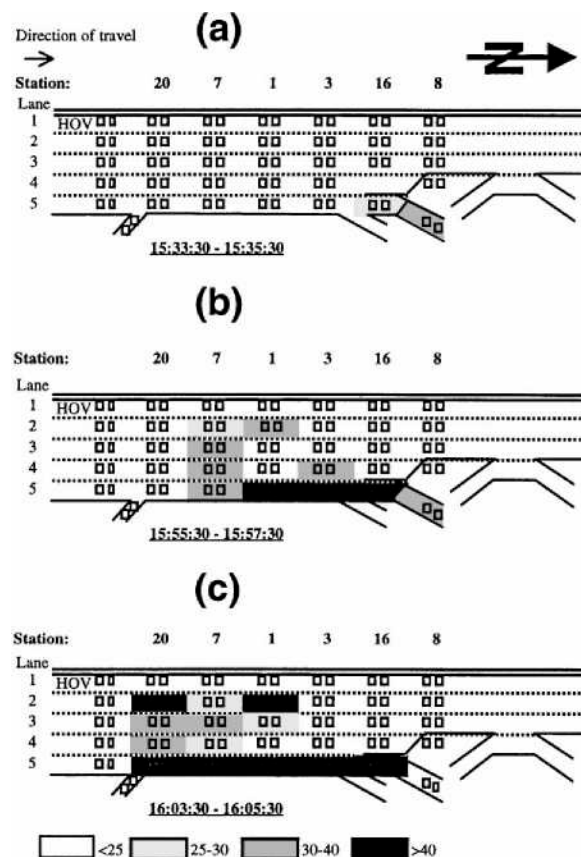 (a)
Direction of travel
N
Station: 20 7 1 3 16 8
Lane
1 HOV
2
3
4
5
15:33:30 - 15:35:30
(b)
Station: 20 7 1 3 16 8
Lane
1 HOV
2
3
4
5
15:55:30 - 15:57:30
(c)
Station: 20 7 1 3 16 8
Lane
1 HOV
2
3
4
5
16:03:30 - 16:05:30
<25 25-30 30-40 >40